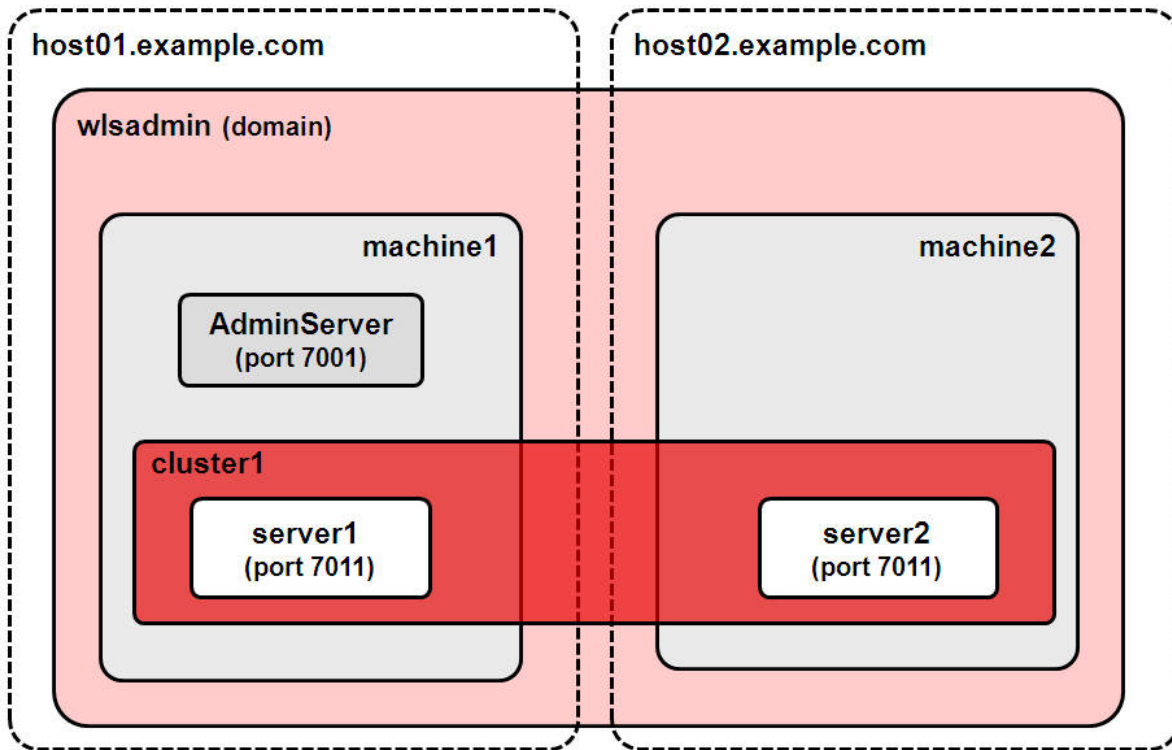 host01.example.com
host02.example.com
wlsadmin (domain)
machine1
machine2
AdminServer
(port 7001)
cluster1
server1
(port 7011)
server2
(port 7011)